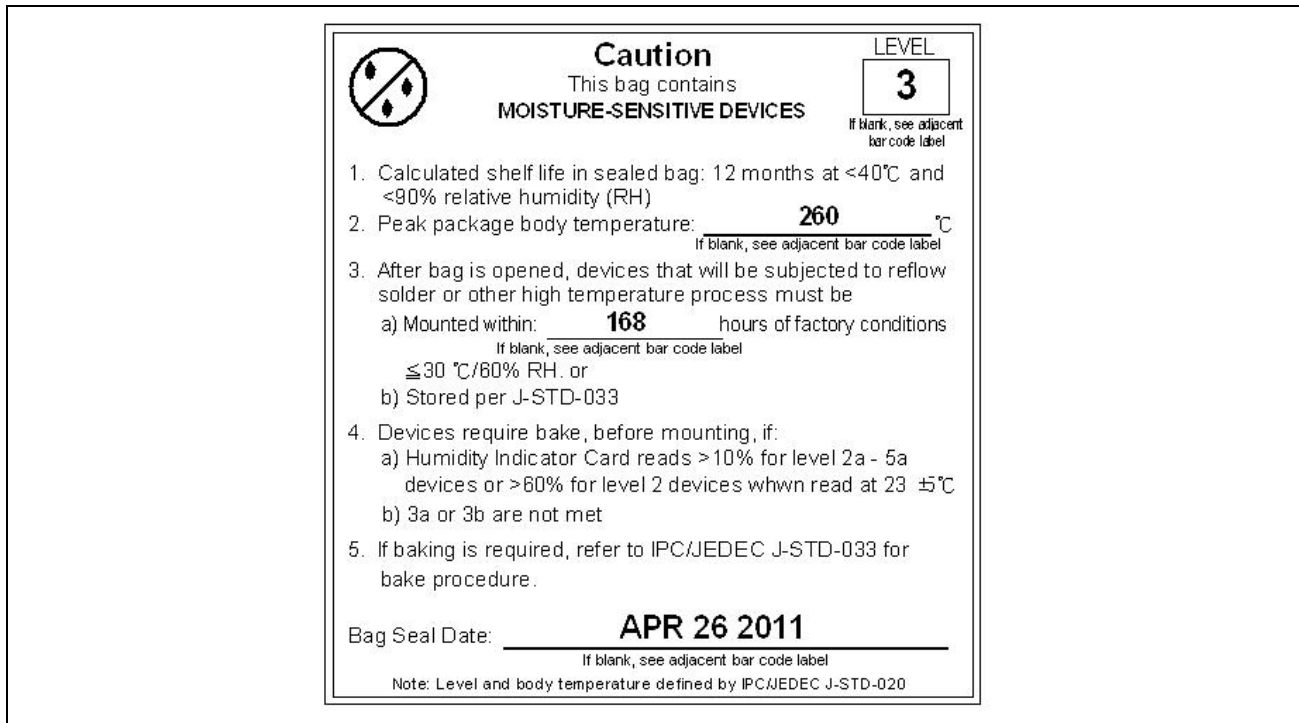 Caution
This bag contains
MOISTURE-SENSITIVE DEVICES
LEVEL
3
If blank, see adjacent
bar code label
1. Calculated shelf life in sealed bag: 12 months at <40℃ and
<90% relative humidity (RH)
2. Peak package body temperature: 260 ℃
If blank, see adjacent bar code label
3. After bag is opened, devices that will be subjected to reflow
solder or other high temperature process must be
a) Mounted within: 168 hours of factory conditions
If blank, see adjacent bar code label
≦30 ℃/60% RH. or
b) Stored per J-STD-033
4. Devices require bake, before mounting, if:
a) Humidity Indicator Card reads >10% for level 2a - 5a
devices or >60% for level 2 devices whwn read at 23 ±5℃
b) 3a or 3b are not met
5. If baking is required, refer to IPC/JEDEC J-STD-033 for
bake procedure.
Bag Seal Date: APR 26 2011
If blank, see adjacent bar code label
Note: Level and body temperature defined by IPC/JEDEC J-STD-020